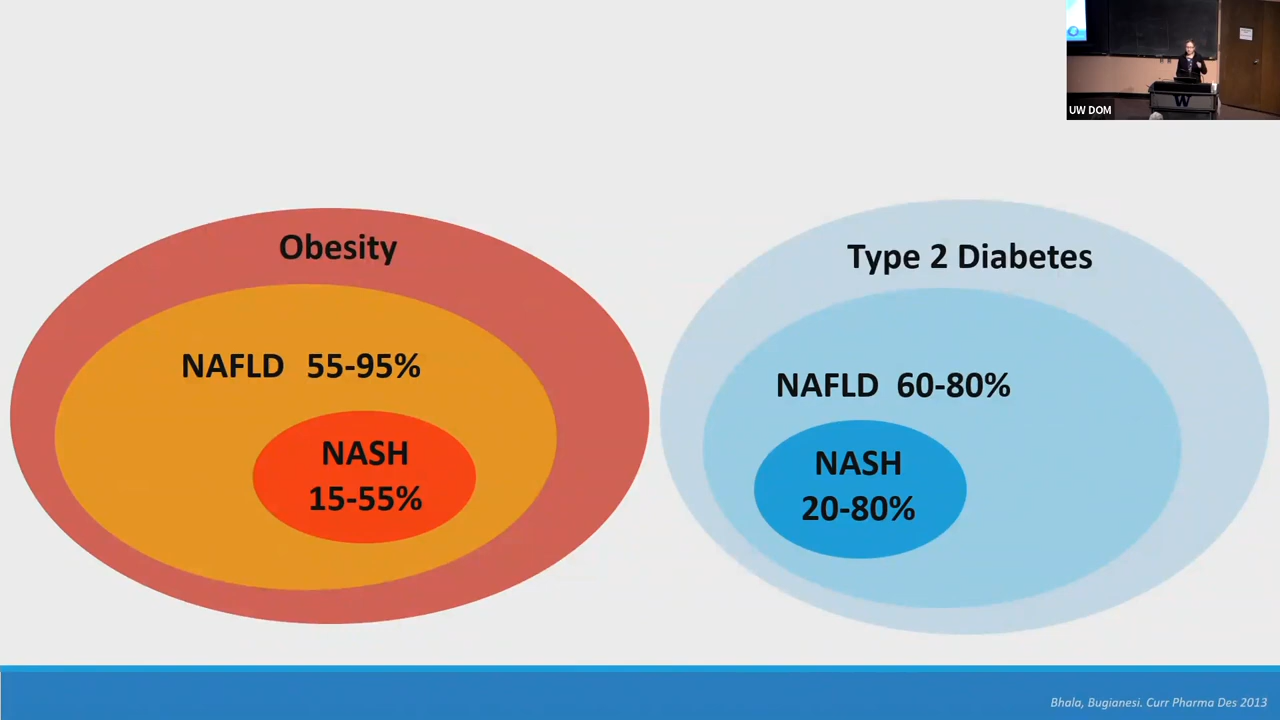 UW DOM
W
Obesity
NAFLD 55-95%
NASH
15-55%
Type 2 Diabetes
NAFLD 60-80%
NASH
20-80%
Bhala, Bugianesi. Curr Pharma Des 2013